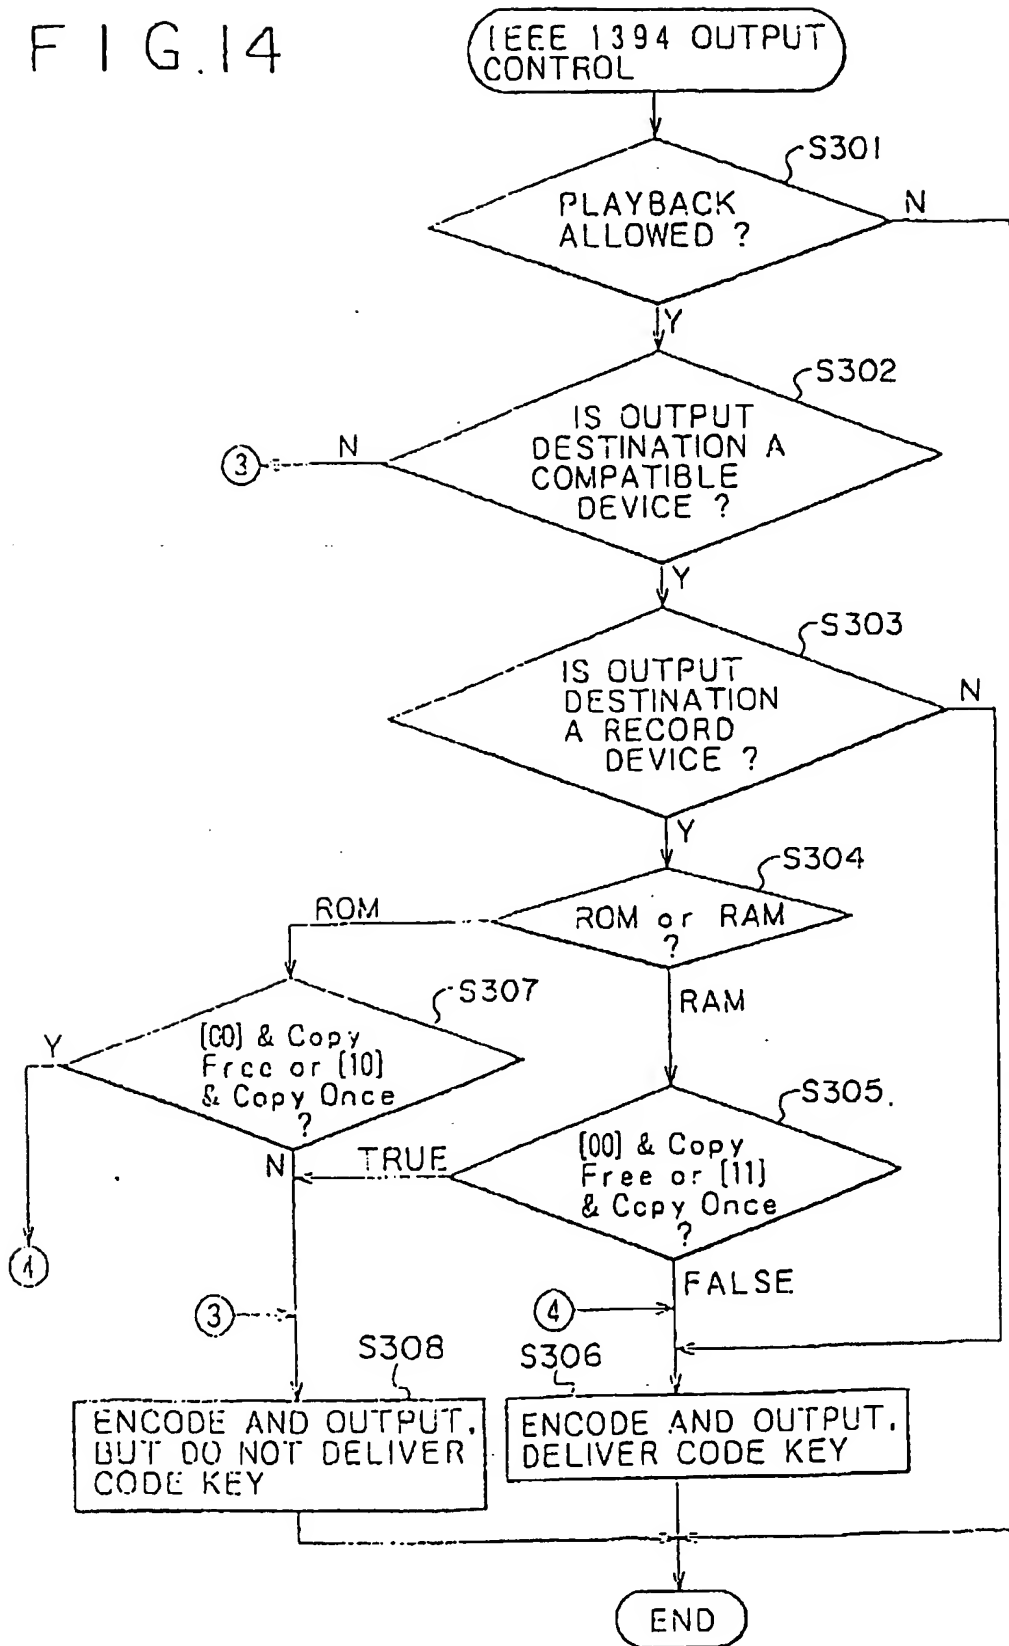 FIG.14
IEEE 1394 OUTPUT
CONTROL
S301
PLAYBACK
ALLOWED ?
N
Y
S302
IS OUTPUT
DESTINATION A
COMPATIBLE
DEVICE ?
N
3
Y
S303
IS OUTPUT
DESTINATION
A RECORD
DEVICE ?
N
Y
S304
ROM or RAM
?
ROM
RAM
S307
[00] & Copy
Free or [10]
& Copy Once
?
Y
N
S305.
[00] & Copy
Free or [11]
& Copy Once
?
TRUE
FALSE
4
3
4
S308
S306
ENCODE AND OUTPUT,
BUT DO NOT DELIVER
CODE KEY
ENCODE AND OUTPUT,
DELIVER CODE KEY
END